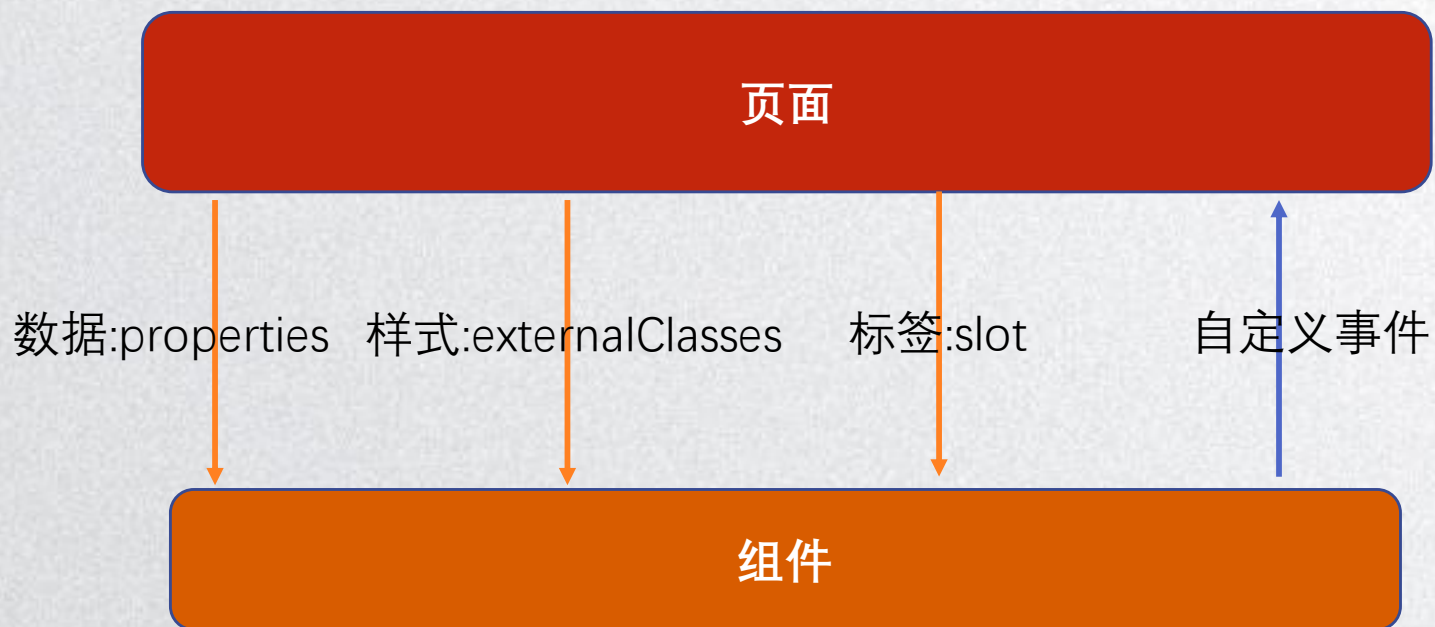 页面
数据:properties 样式:externalClasses 标签:slot 自定义事件
组件